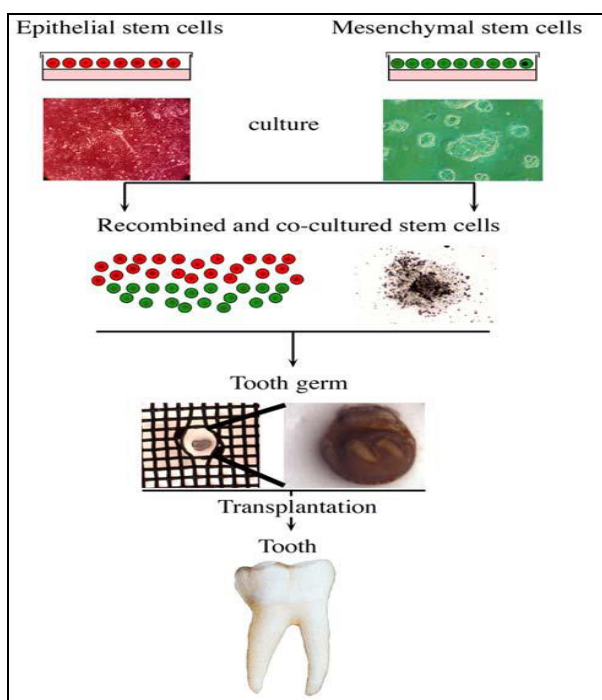 Epithelial stem cells
Mesenchymal stem cells
culture
Recombined and co-cultured stem cells
Tooth germ
Transplantation
Tooth